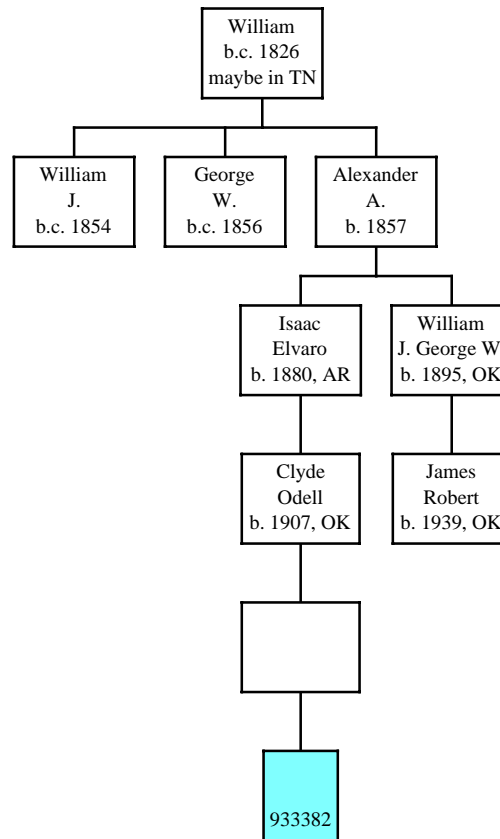 William
b.c. 1826
maybe in TN
William
J.
b.c. 1854
George
W.
b.c. 1856
Alexander
A.
b. 1857
Isaac
Elvaro
b. 1880, AR
William
J. George W.
b. 1895, OK
Clyde
Odell
b. 1907, OK
James
Robert
b. 1939, OK
933382